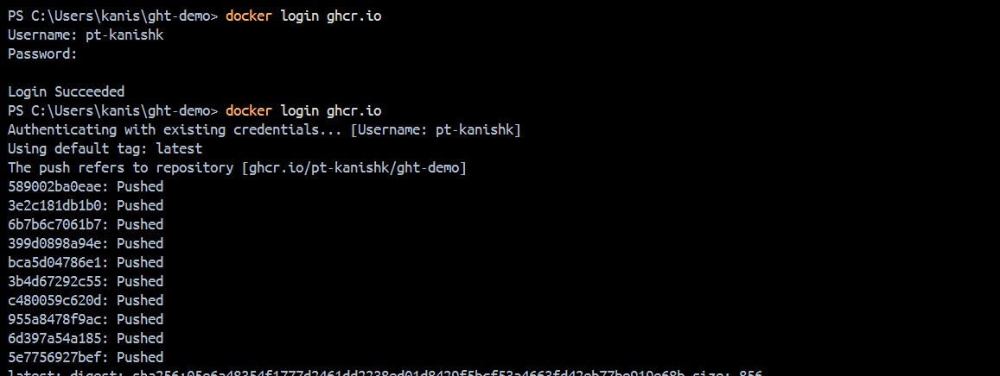 PS C:\Users\kanis\ght-demo> docker login ghcr.io
Username: pt-kanishk
Password:
Login Succeeded
PS C:\Users\kanis\ght-demo> docker login ghcr.io
Authenticating with existing credentials... [Username: pt-kanishk]
Using default tag: latest
The push refers to repository [ghcr.io/pt-kanishk/ght-demo]
589002ba0eae: Pushed
3e2c181db1b0: Pushed
6b7b6c7061b7: Pushed
399d0898a94e: Pushed
bca5d04786e1: Pushed
3b4d67292c55: Pushed
c480059c620d: Pushed
955a8478f9ac: Pushed
6d397a54a185: Pushed
5e7756927bef: Pushed
latest: digest: size: 856